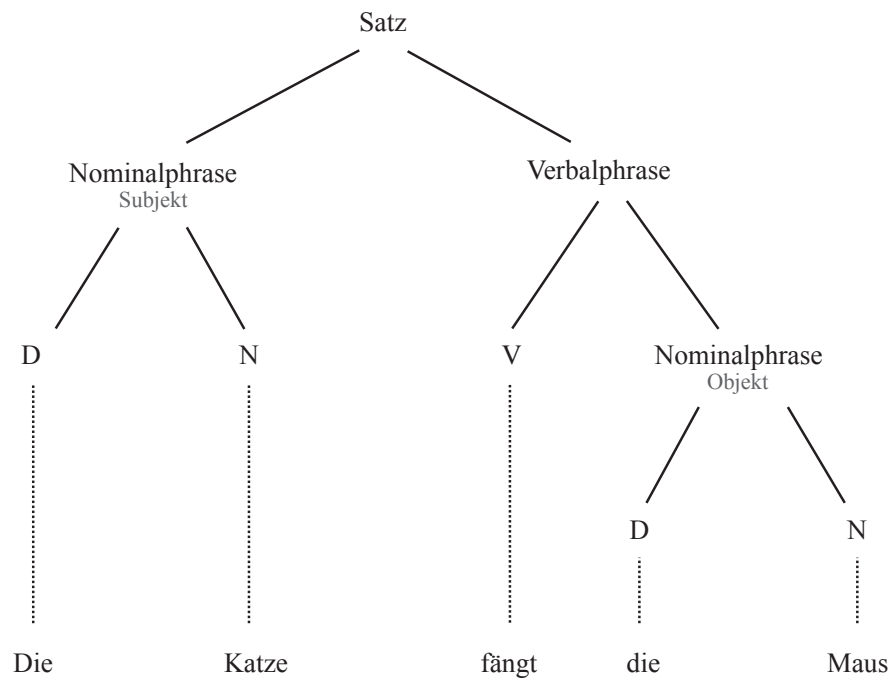 Satz
Nominalphrase Verbalphrase
Subjekt
D N V Nominalphrase
Objekt
D N
Die Katze fängt die Maus